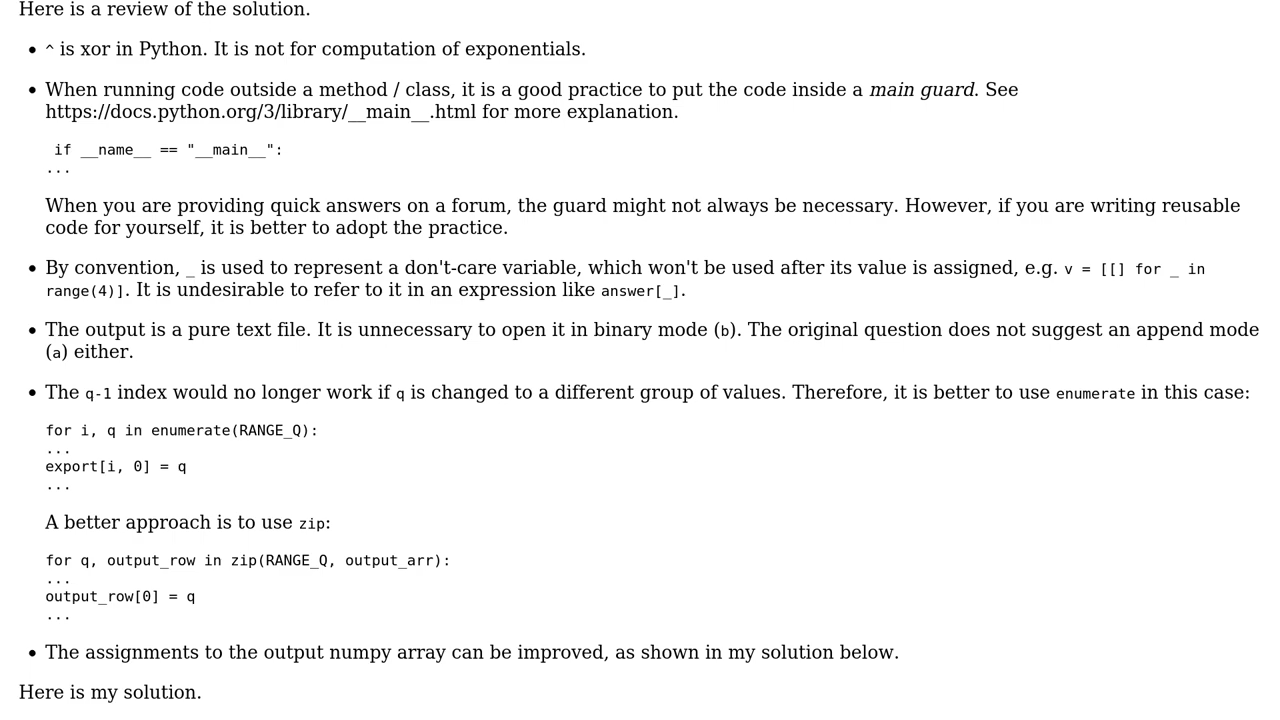 Here is a review of the solution.
• ^ is xor in Python. It is not for computation of exponentials.
• When running code outside a method / class, it is a good practice to put the code inside a main guard. See
https://docs.python.org/3/library/__main__.html for more explanation.
if __name__ == "__main__":
...
When you are providing quick answers on a forum, the guard might not always be necessary. However, if you are writing reusable
code for yourself, it is better to adopt the practice.
• By convention, _ is used to represent a don't-care variable, which won't be used after its value is assigned, e.g. v = [[] for _ in
range(4)]. It is undesirable to refer to it in an expression like answer[_].
• The output is a pure text file. It is unnecessary to open it in binary mode (b). The original question does not suggest an append mode
(a) either.
• The q-1 index would no longer work if q is changed to a different group of values. Therefore, it is better to use enumerate in this case:
for i, q in enumerate(RANGE_Q):
...
export[i, 0] = q
...
A better approach is to use zip:
for q, output_row in zip(RANGE_Q, output_arr):
...
output_row[0] = q
...
• The assignments to the output numpy array can be improved, as shown in my solution below.
Here is my solution.